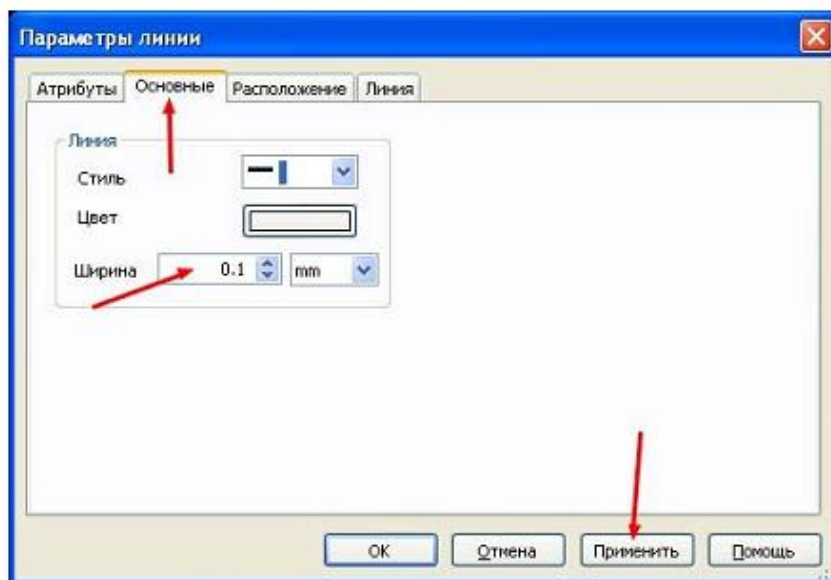 Параметры линии
Атрибуты Основные Расположение Линия
Линия
Стиль
Цвет
Ширина 0.1 mm
OK Отмена Применить Помощь